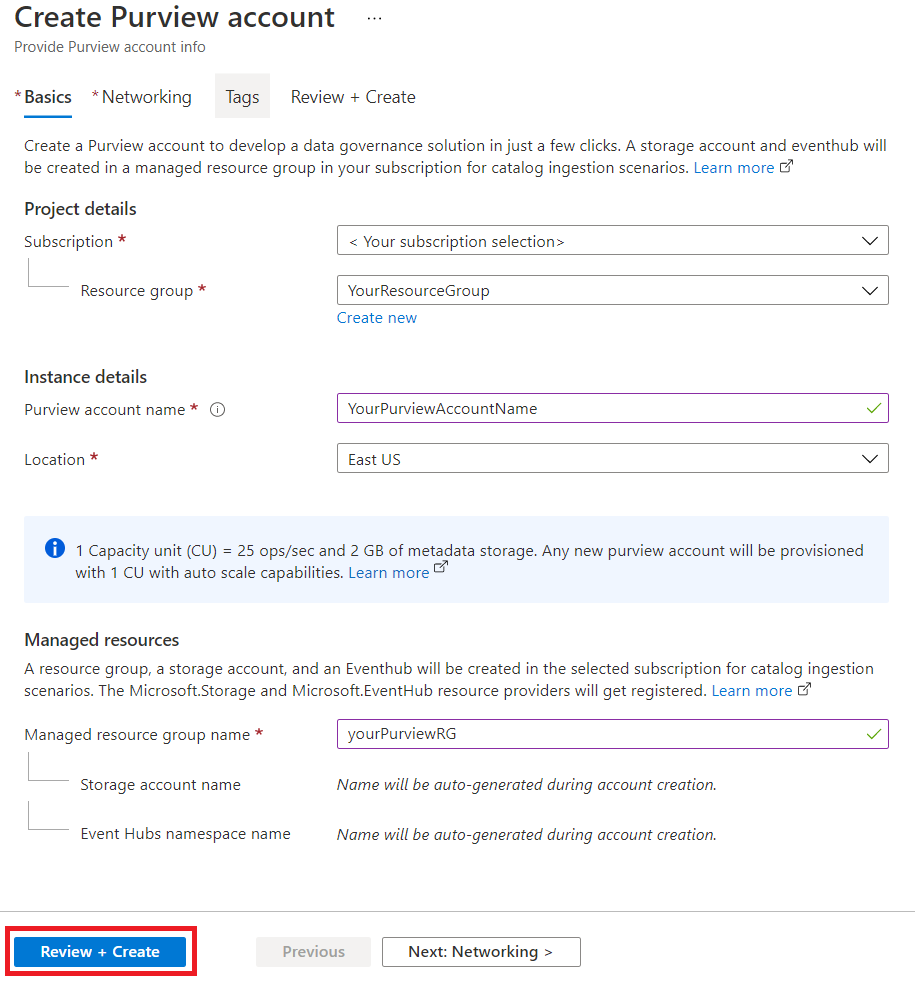 Create Purview account ...
Provide Purview account info
* Basics * Networking Tags Review + Create
Create a Purview account to develop a data governance solution in just a few clicks. A storage account and eventhub will
be created in a managed resource group in your subscription for catalog ingestion scenarios. Learn more
Project details
Subscription * < Your subscription selection>
Resource group * YourResourceGroup
Create new
Instance details
Purview account name * YourPurviewAccountName
Location * East US
1 Capacity unit (CU) = 25 ops/sec and 2 GB of metadata storage. Any new purview account will be provisioned
with 1 CU with auto scale capabilities. Learn more
Managed resources
A resource group, a storage account, and an Eventhub will be created in the selected subscription for catalog ingestion
scenarios. The Microsoft.Storage and Microsoft.EventHub resource providers will get registered. Learn more
Managed resource group name * yourPurviewRG
Storage account name Name will be auto-generated during account creation.
Event Hubs namespace name Name will be auto-generated during account creation.
Review + Create Previous Next: Networking >